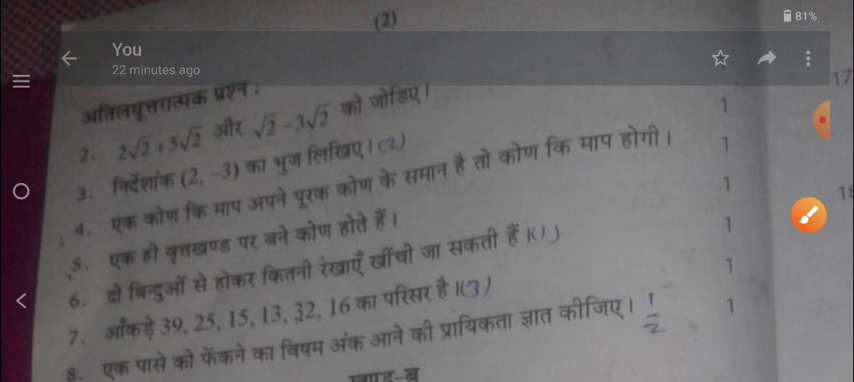 (2)
81%
You
22 minutes ago
अतिलघूत्तरात्मक प्रश्न :
2. 2√2 + 5√2 और √2 – 3√2 को जोडिए। 1
3. निर्देशांक (2, –3) का भुज लिखिए। (2) 1
4. एक कोण कि माप अपने पूरक कोण के समान है तो कोण कि माप होगी। 1
5. एक ही वृत्तखण्ड पर बने कोण होते हैं। 1
6. दो बिन्दुओं से होकर कितनी रेखाएँ खींची जा सकती हैं। (1) 1
7. आँकड़े 39, 25, 15, 13, 32, 16 का परिसर है। 1
8. एक पासे को फेंकने का विषम अंक आने की प्रायिकता ज्ञात कीजिए। 1/2 1
17
खण्ड-ब